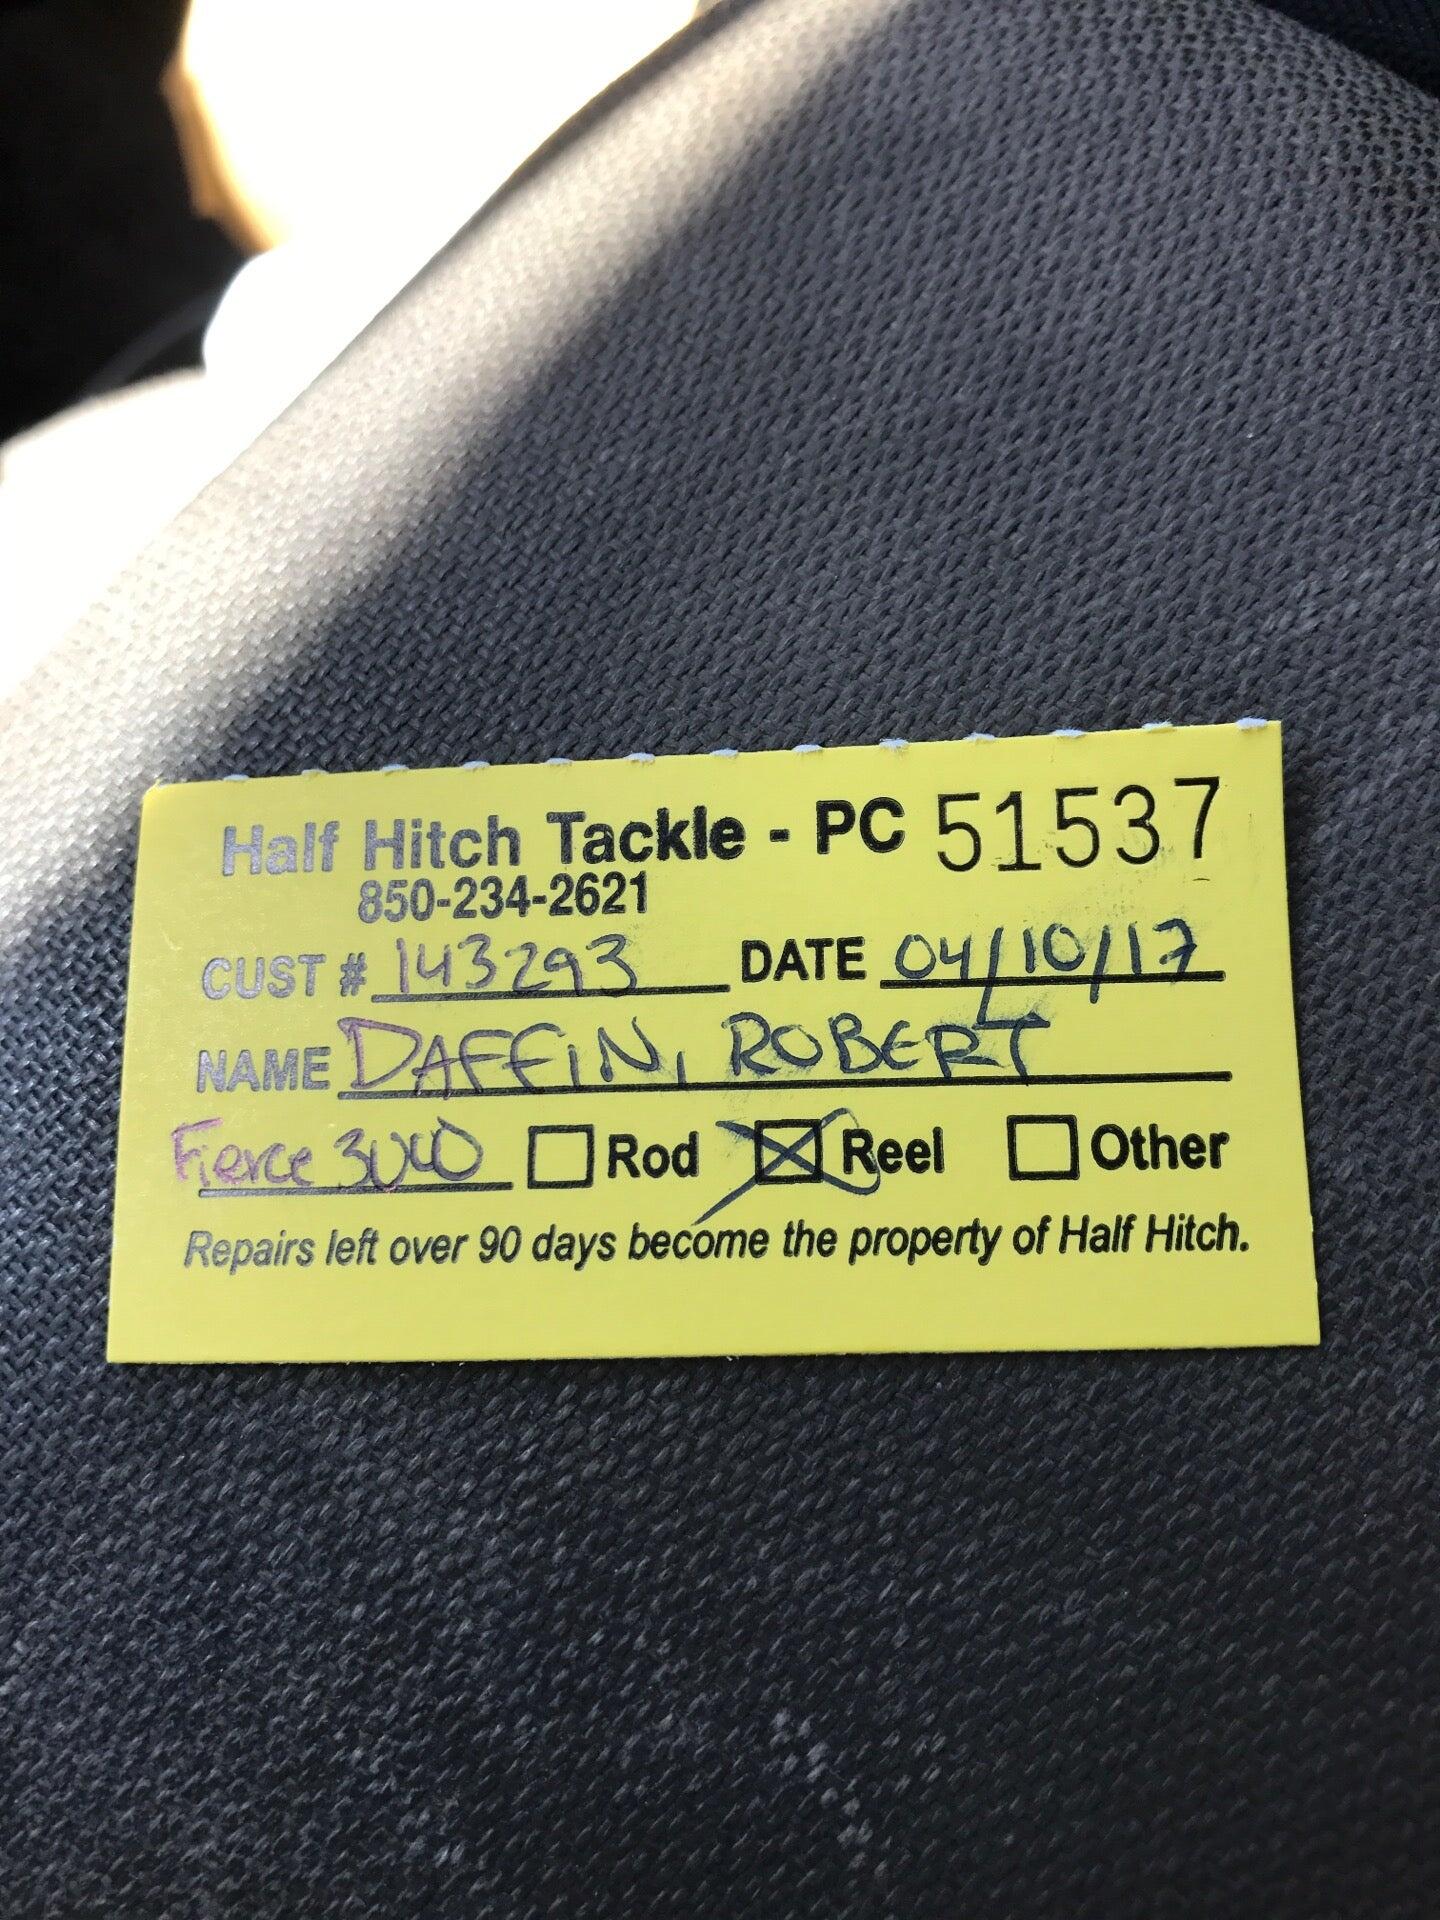 Half Hitch Tackle - PC 51537
850-234-2621
CUST # 143293 DATE 04/10/17
NAME DAFFIN, ROBERT
Fierce 3000 Rod Reel Other
Repairs left over 90 days become the property of Half Hitch.